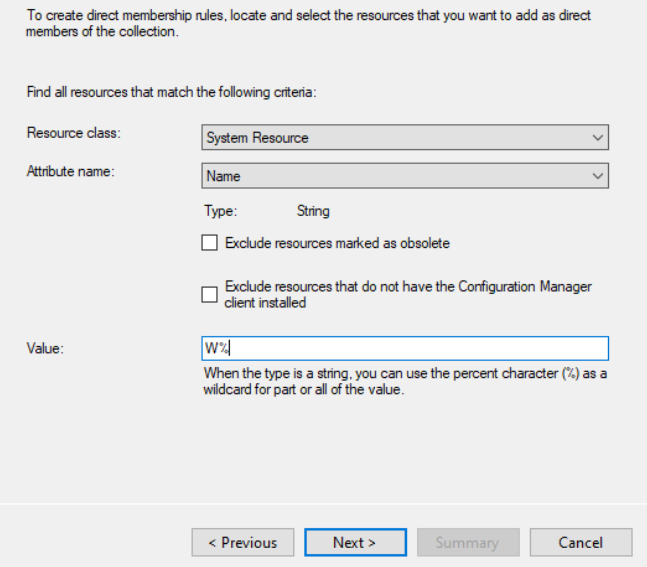 To create direct membership rules, locate and select the resources that you want to add as direct
members of the collection.
Find all resources that match the following criteria:
Resource class:
System Resource
Attribute name:
Name
Type: String
Exclude resources marked as obsolete
Exclude resources that do not have the Configuration Manager
client installed
Value:
W%
When the type is a string, you can use the percent character (%) as a
wildcard for part or all of the value.
< Previous
Next >
Summary
Cancel